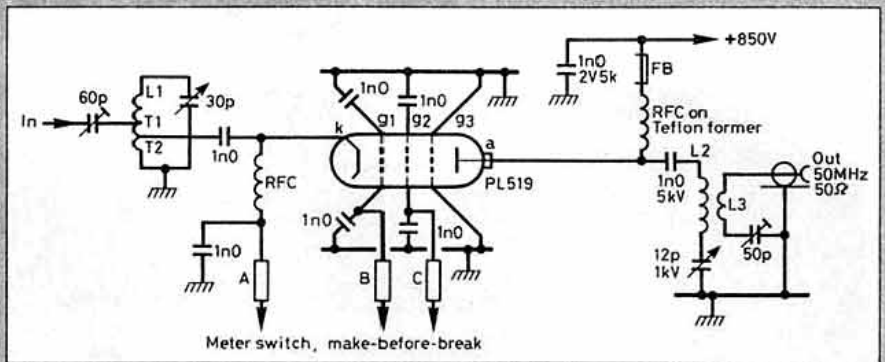 +850V
1n0
2V5k
FB
RFC on
Teflon former
In
60p
L1
T1
T2
30p
1n0
RFC
1n0
A
1n0
1n0
g1
g2
g3
k
a
PL519
1n0
1n0
B
C
L2
1n0
5kV
L3
Out
50MHz
50Ω
12p
1kV
50p
Meter switch, make-before-break